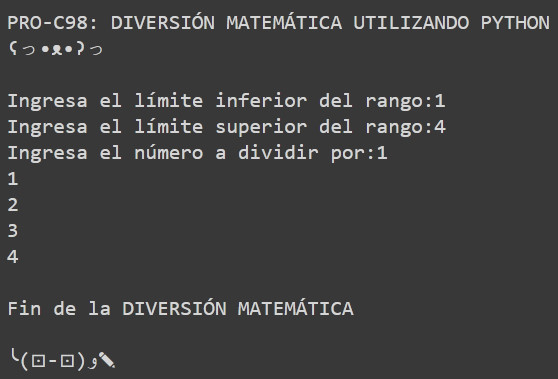 PRO-C98: DIVERSIÓN MATEMÁTICA UTILIZANDO PYTHON
ʕっ•ᴥ•ʔっ
Ingresa el límite inferior del rango:1
Ingresa el límite superior del rango:4
Ingresa el número a dividir por:1
1
2
3
4
Fin de la DIVERSIÓN MATEMÁTICA
╰(⊡-⊡)و✎